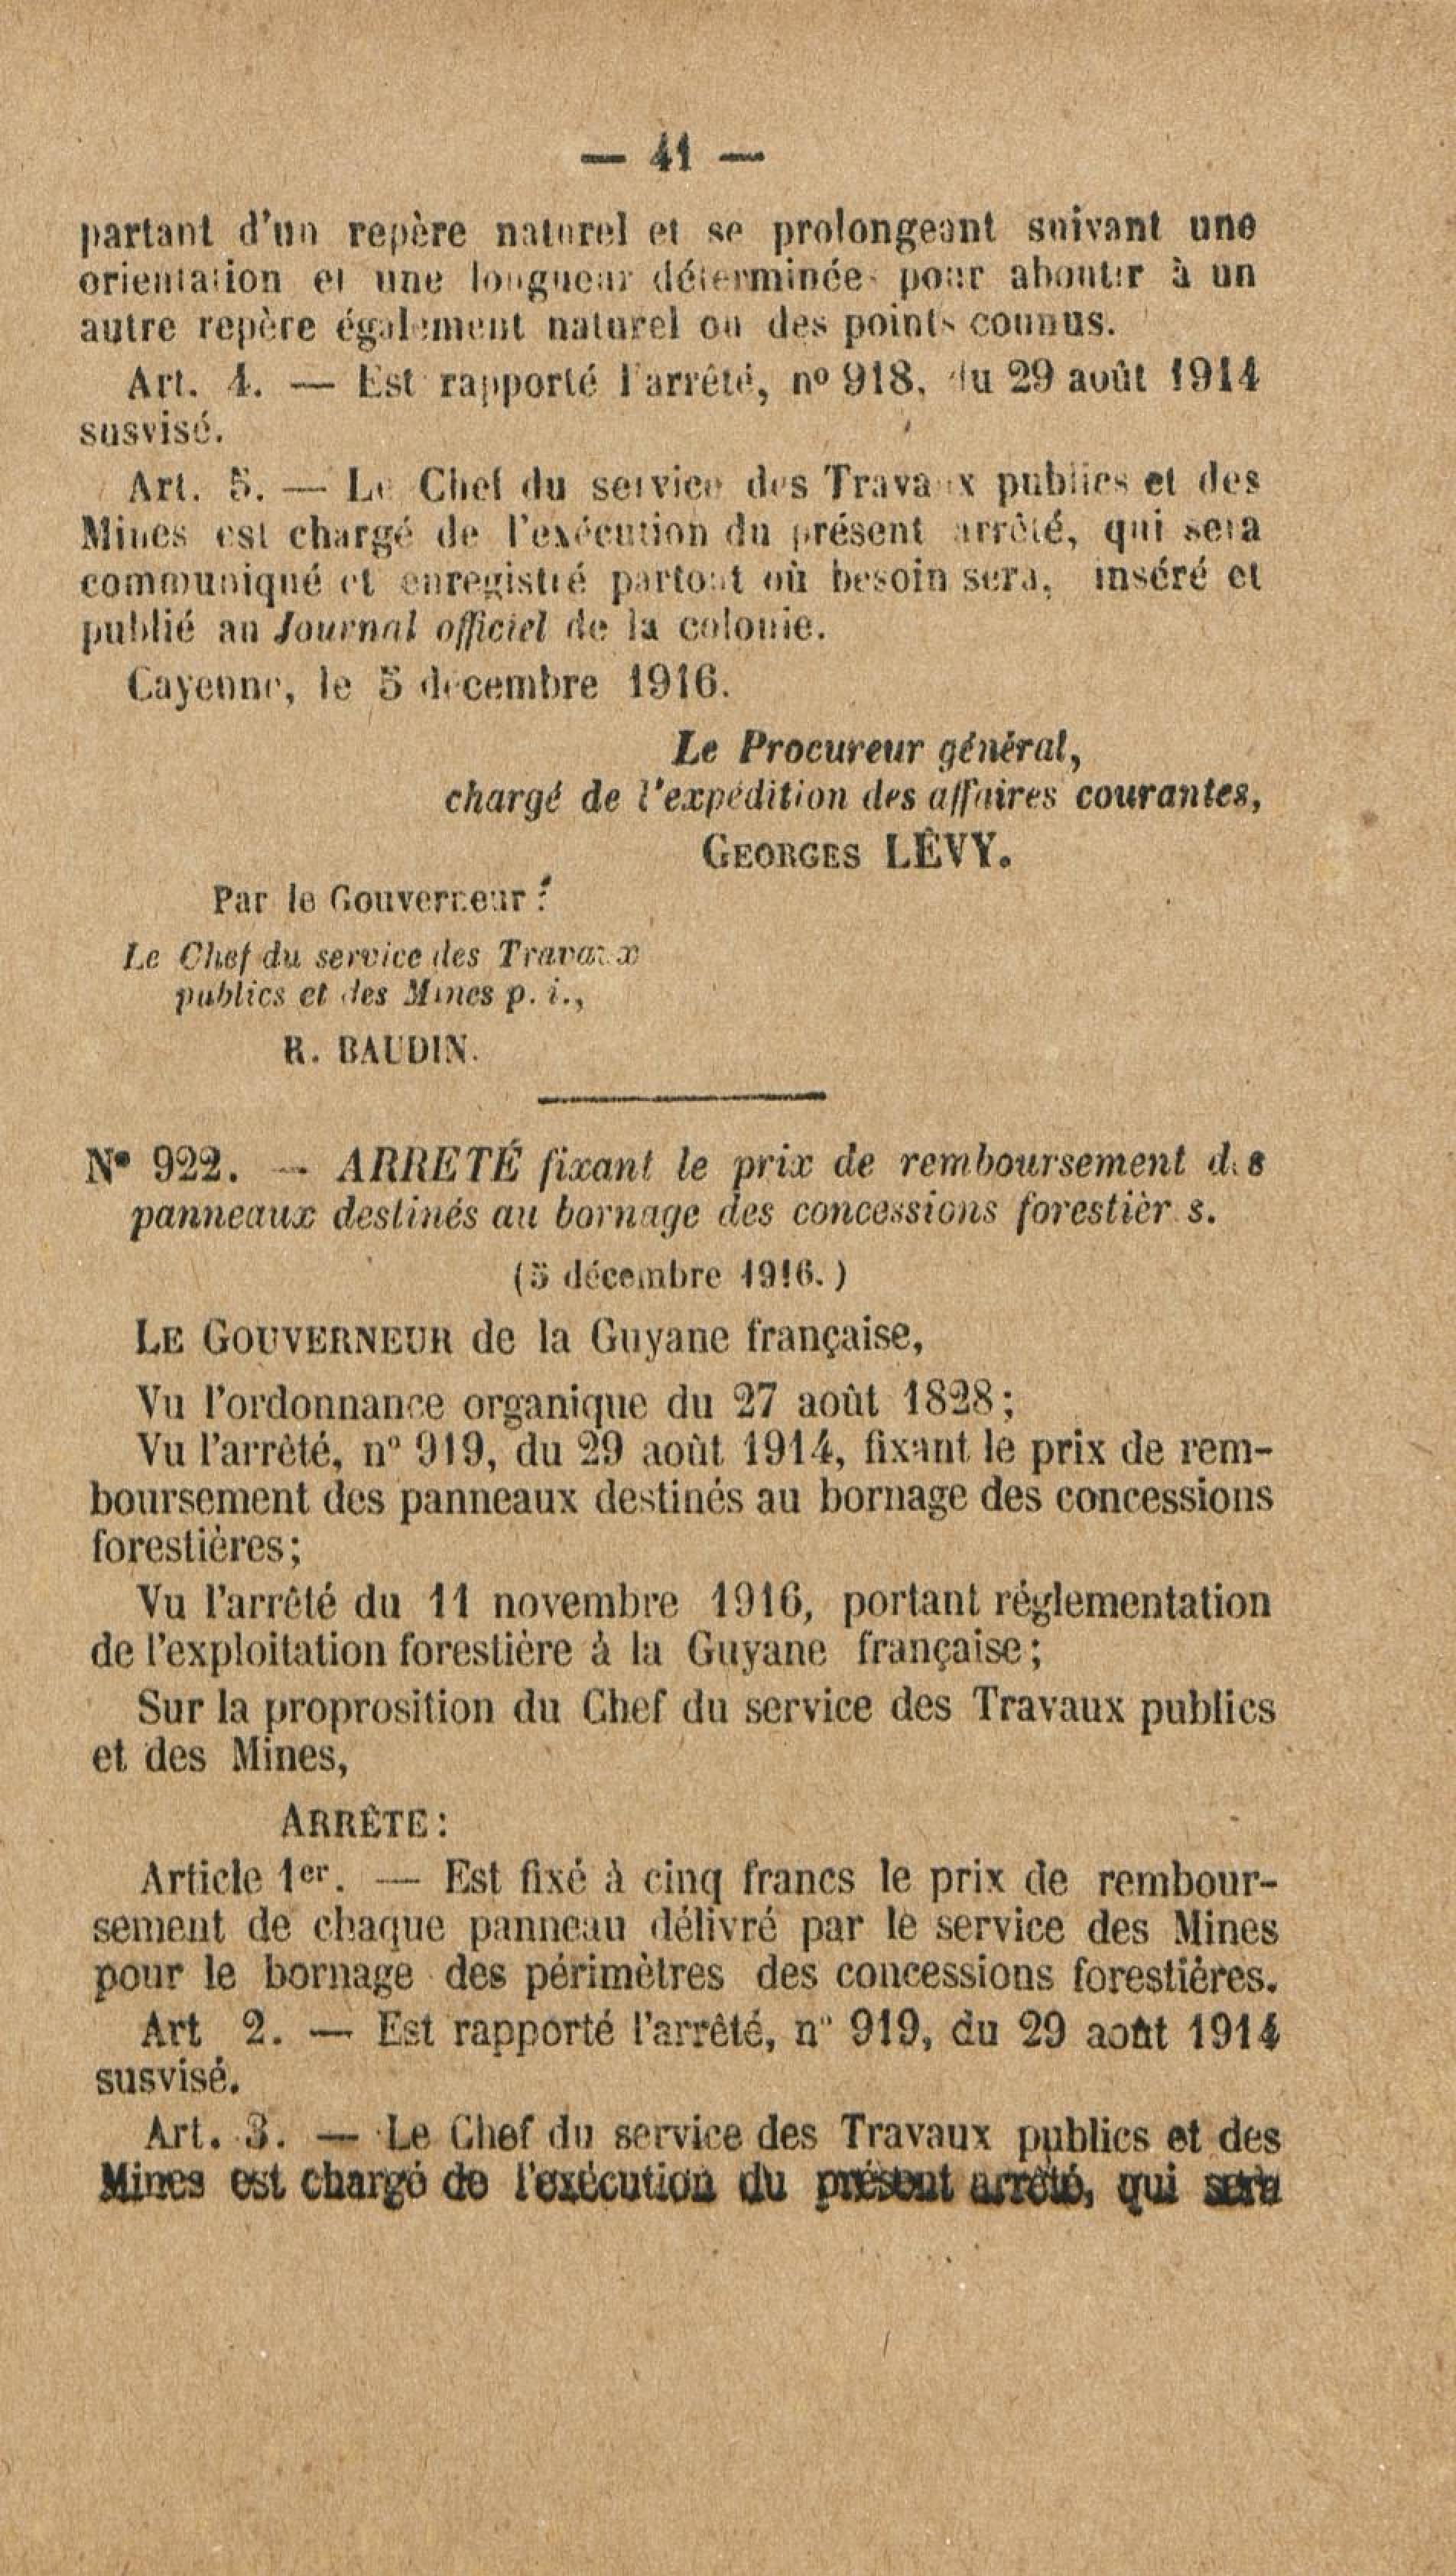 — 41 —
partant d'un repère naturel et se prolongeant suivant une
orientation et une longueur déterminée pour aboutir à un
autre repère également naturel ou des points connus.
Art. 4. — Est rapporté l'arrêté, nº 918, du 29 août 1914
susvisé.
Art. 5. — Le Chef du service des Travaux publics et des
Mines est chargé de l'exécution du présent arrêté, qui sera
communiqué et enregistré partout où besoin sera, inséré et
publié au Journal officiel de la colonie.
Cayenne, le 5 décembre 1916.
Le Procureur général,
chargé de l'expédition des affaires courantes,
GEORGES LÉVY.
Par le Gouverneur :
Le Chef du service des Travaux
publics et des Mines p. i.,
R. BAUDIN.
Nº 922. — ARRETÉ fixant le prix de remboursement des
panneaux destinés au bornage des concessions forestières.
(5 décembre 1916.)
LE GOUVERNEUR de la Guyane française,
Vu l'ordonnance organique du 27 août 1828;
Vu l'arrêté, nº 919, du 29 août 1914, fixant le prix de rem-
boursement des panneaux destinés au bornage des concessions
forestières;
Vu l'arrêté du 11 novembre 1916, portant réglementation
de l'exploitation forestière à la Guyane française;
Sur la proprosition du Chef du service des Travaux publics
et des Mines,
ARRÊTE:
Article 1er. — Est fixé à cinq francs le prix de rembour-
sement de chaque panneau délivré par le service des Mines
pour le bornage des périmètres des concessions forestières.
Art 2. — Est rapporté l'arrêté, nº 919, du 29 août 1914
susvisé.
Art. 3. — Le Chef du service des Travaux publics et des
Mines est chargé de l'exécution du présent arrêté, qui sera